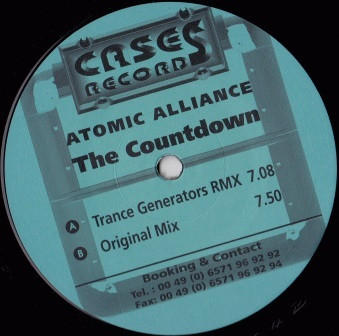 CASES
RECORDS
ATOMIC ALLIANCE
The Countdown
A Trance Generators RMX 7.08
B Original Mix 7.50
Booking & Contact
Tel. : 00 49 (0) 6571 96 92 92
Fax: 00 49 (0) 6571 96 92 94